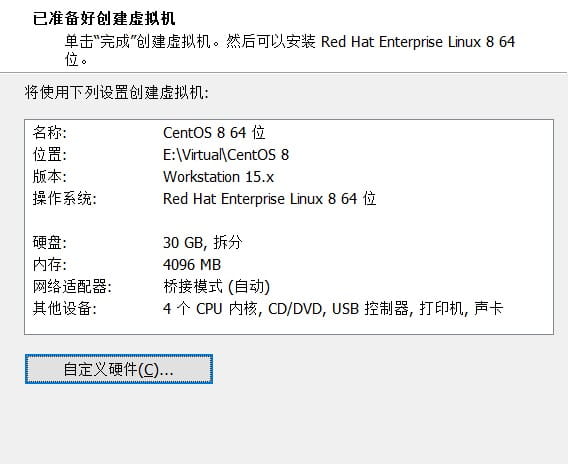 已准备好创建虚拟机
单击“完成”创建虚拟机。然后可以安装 Red Hat Enterprise Linux 8 64
位。
将使用下列设置创建虚拟机:
名称: CentOS 8 64 位
位置: E:\Virtual\CentOS 8
版本: Workstation 15.x
操作系统: Red Hat Enterprise Linux 8 64 位
硬盘: 30 GB, 拆分
内存: 4096 MB
网络适配器: 桥接模式 (自动)
其他设备: 4 个 CPU 内核, CD/DVD, USB 控制器, 打印机, 声卡
自定义硬件(C)...